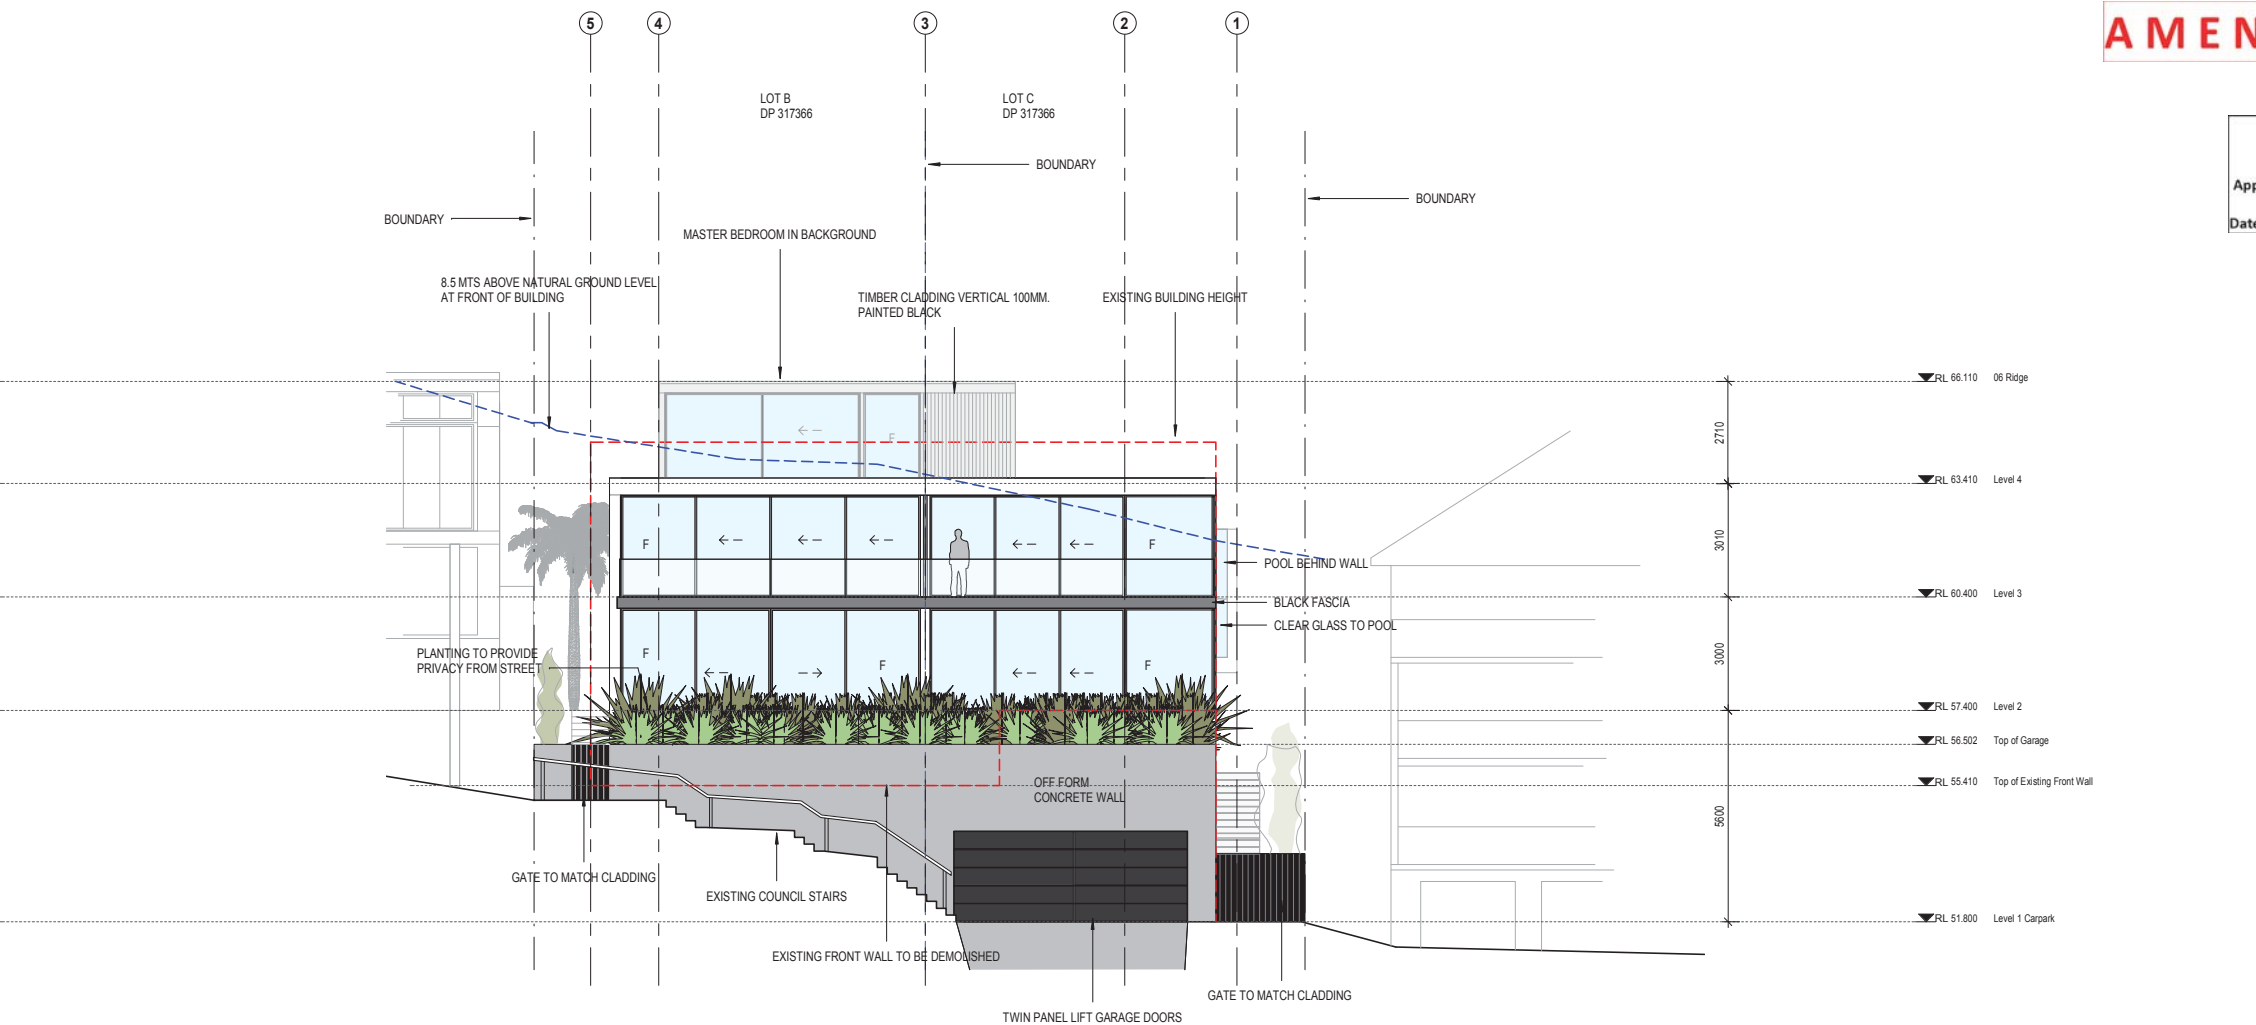 5
4
3
2
1
AMEN
LOT B
DP 317366
LOT C
DP 317366
BOUNDARY
App
BOUNDARY
BOUNDARY
Date
MASTER BEDROOM IN BACKGROUND
8.5 MTS ABOVE NATURAL GROUND LEVEL
AT FRONT OF BUILDING
TIMBER CLADDING VERTICAL 100MM.
PAINTED BLACK
EXISTING BUILDING HEIGHT
RL 66.110 06 Ridge
2710
F
RL 63.410 Level 4
3010
F
F
POOL BEHIND WALL
RL 60.400 Level 3
BLACK FASCIA
CLEAR GLASS TO POOL
3000
PLANTING TO PROVIDE
PRIVACY FROM STREET
F
F
F
RL 57.400 Level 2
RL 56.502 Top of Garage
OFF FORM
CONCRETE WALL
RL 55.410 Top of Existing Front Wall
5600
GATE TO MATCH CLADDING
EXISTING COUNCIL STAIRS
RL 51.800 Level 1 Carpark
EXISTING FRONT WALL TO BE DEMOLISHED
GATE TO MATCH CLADDING
TWIN PANEL LIFT GARAGE DOORS